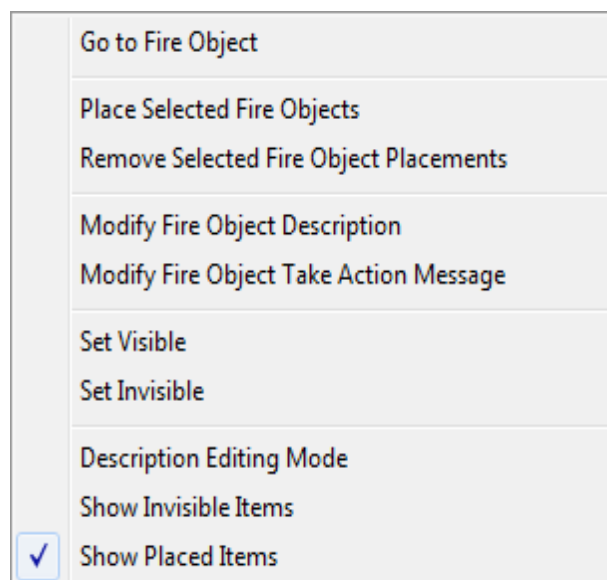 Go to Fire Object
Place Selected Fire Objects
Remove Selected Fire Object Placements
Modify Fire Object Description
Modify Fire Object Take Action Message
Set Visible
Set Invisible
Description Editing Mode
Show Invisible Items
Show Placed Items